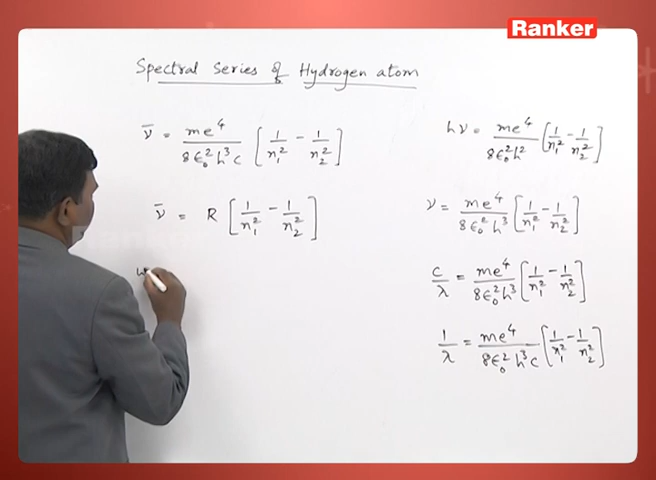 Ranker
Spectral Series of Hydrogen atom
ν̄ = me⁴/8ε₀²h³c [1/n₁² − 1/n₂²]
ν̄ = R [1/n₁² − 1/n₂²]
hν = me⁴/8ε₀²h² [1/n₁² − 1/n₂²]
ν = me⁴/8ε₀²h³ [1/n₁² − 1/n₂²]
c/λ = me⁴/8ε₀²h³ [1/n₁² − 1/n₂²]
1/λ = me⁴/8ε₀²h³c [1/n₁² − 1/n₂²]